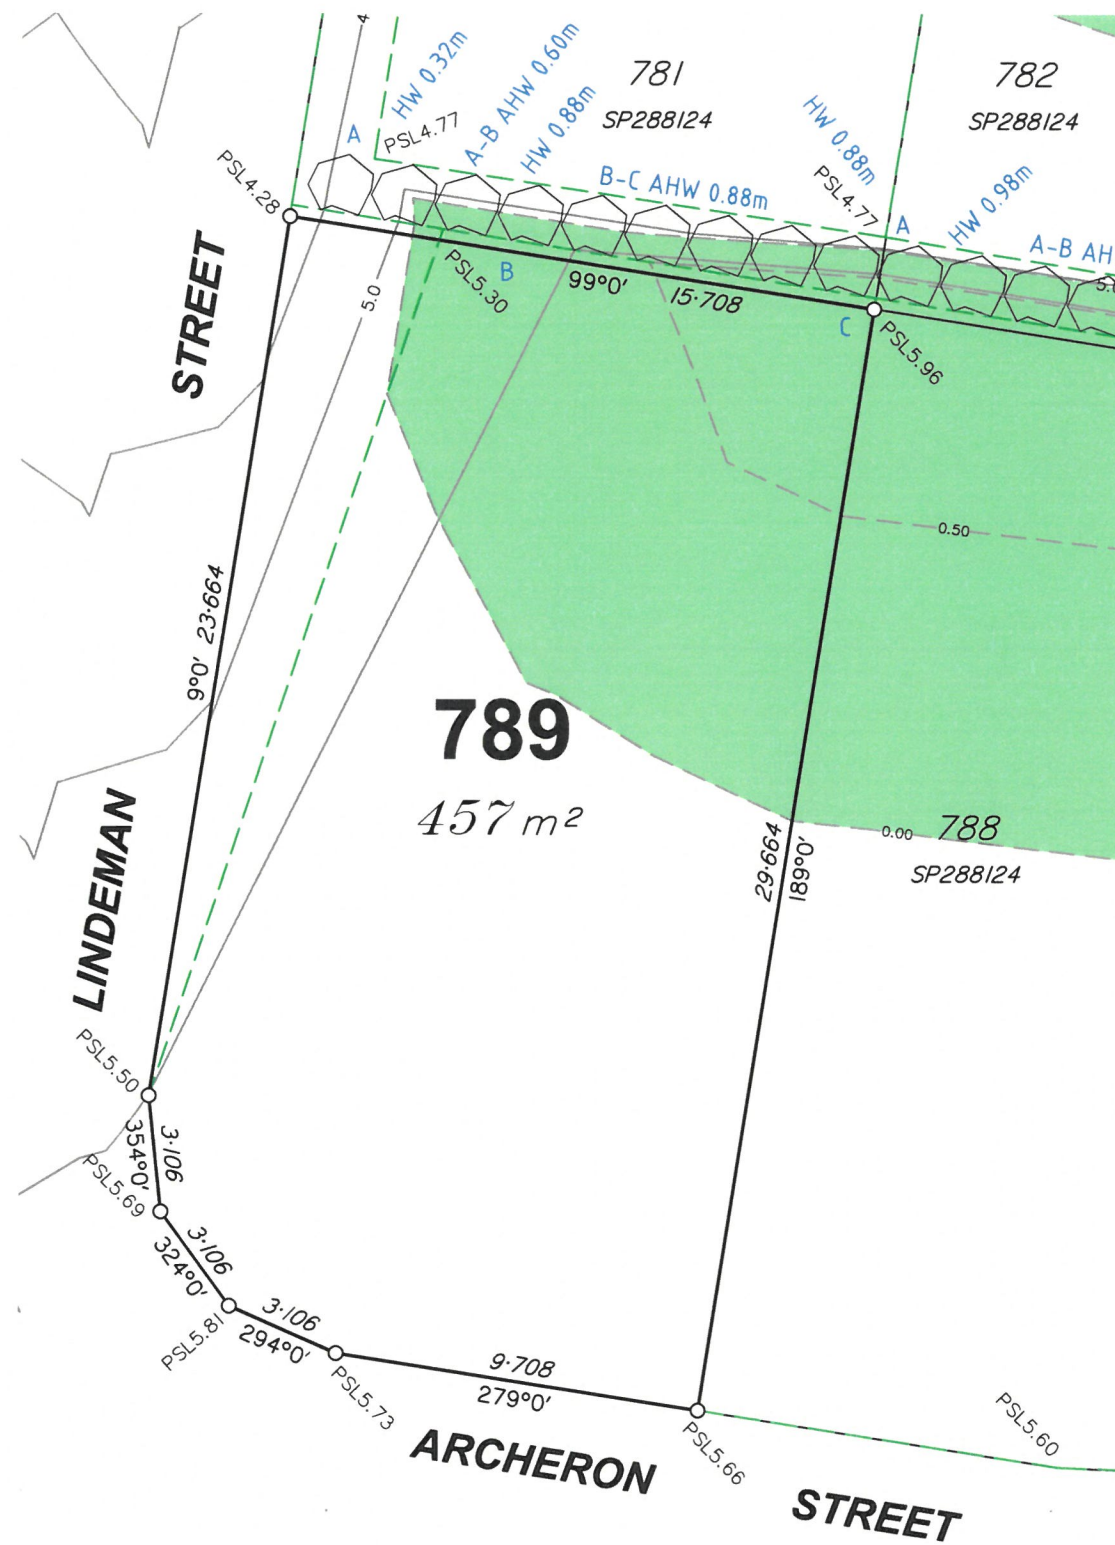 4
HW 0.32m
A-B AHW 0.60m
HW 0.88m
781
SP288124
HW 0.88m
782
SP288124
A
PSL4.77
PSL4.28
B-C AHW 0.88m
PSL4.77
A
HW 0.98m
A-B AH
STREET
5.0
PSL5.30
B
99°0'
15·708
C
PSL5.96
0.50
9°0' 23·664
789
457 m²
29·664
189°0'
0.00
788
SP288124
LINDEMAN
PSL5.50
354°0'
3·106
PSL5.69
324°0'
3·106
PSL5.81
294°0'
3·106
PSL5.73
9·708
279°0'
PSL5.66
PSL5.60
ARCHERON
STREET